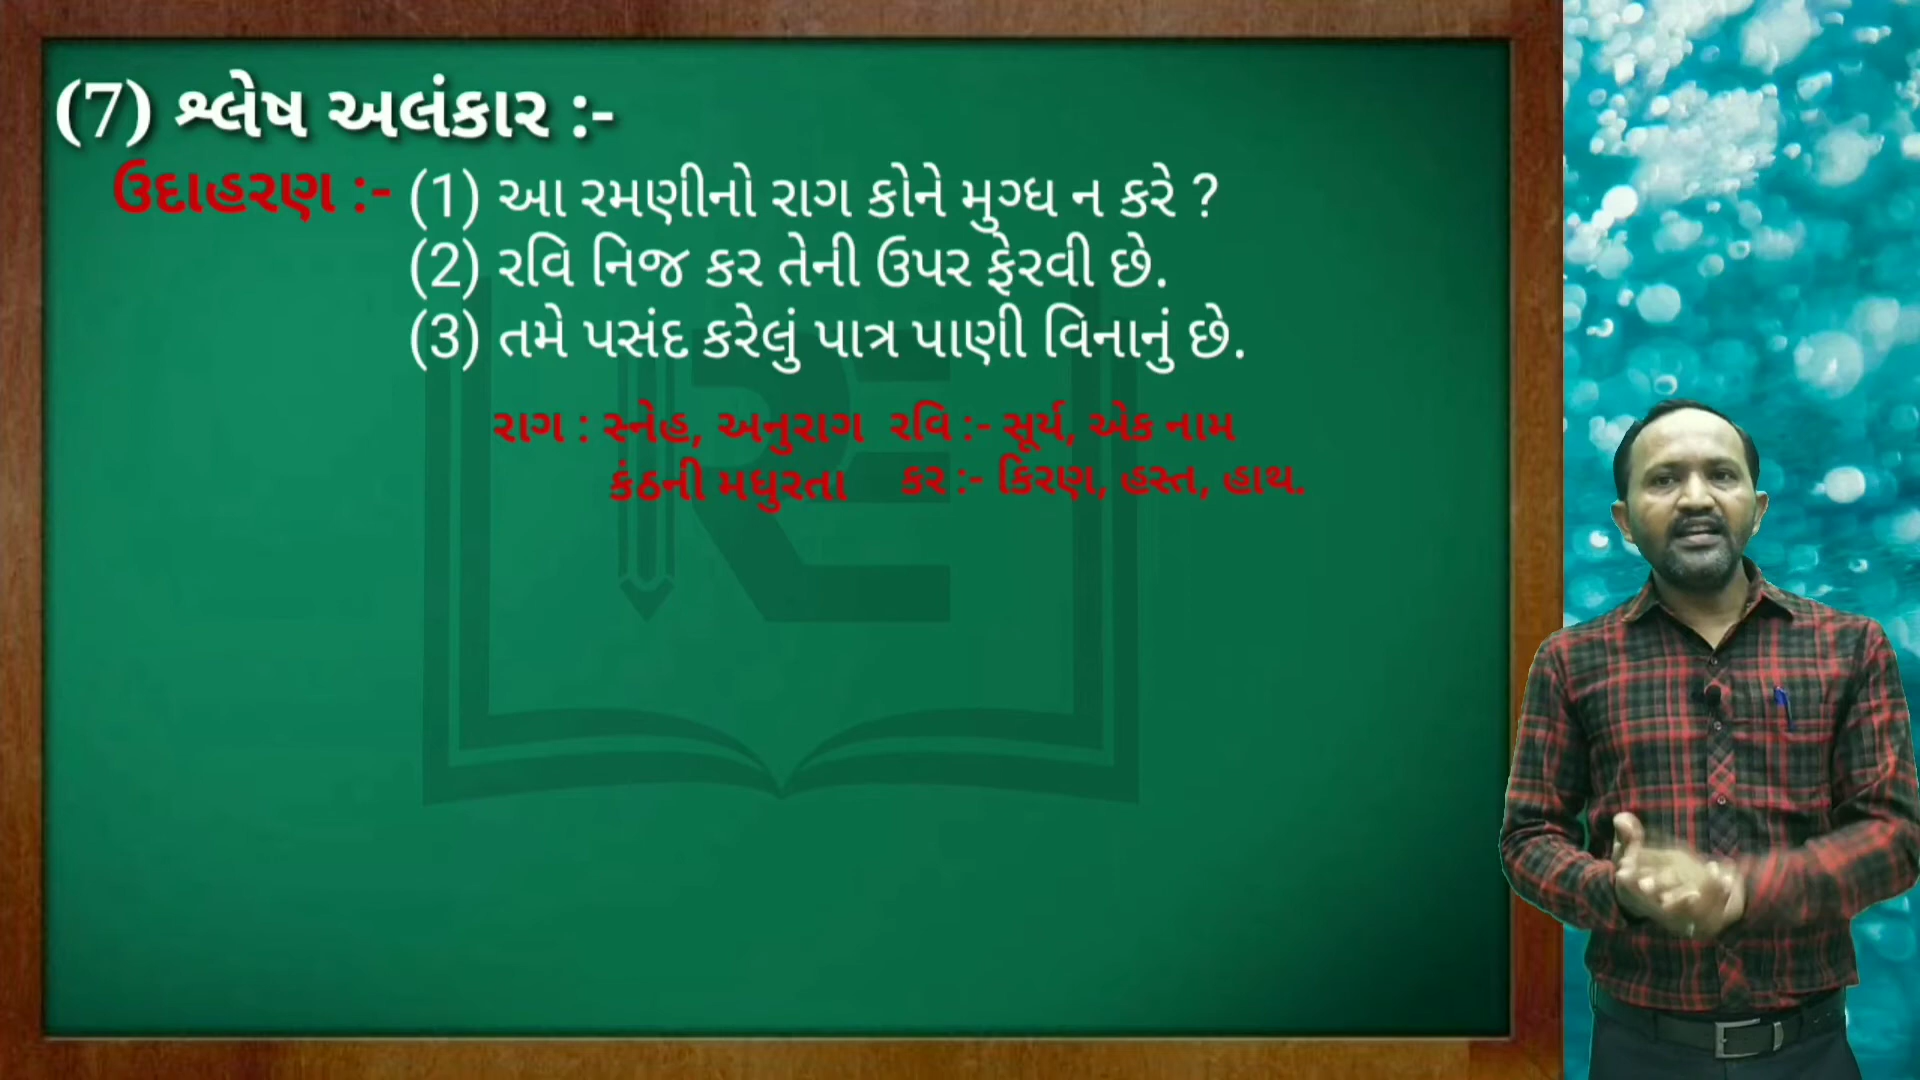 (7) શ્લેષ અલંકાર :-
ઉદાહરણ :- (1) આ રમણીનો રાગ કોને મુગ્ધ ન કરે ?
(2) રવિ નિજ કર તેની ઉપર ફેરવી છે.
(3) તમે પસંદ કરેલું પાત્ર પાણી વિનાનું છે.
રાગ : સ્નેહ, અનુરાગ રવિ :- સૂર્ય, એક નામ
કંઠની મધુરતા કર :- કિરણ, હસ્ત, હાથ.